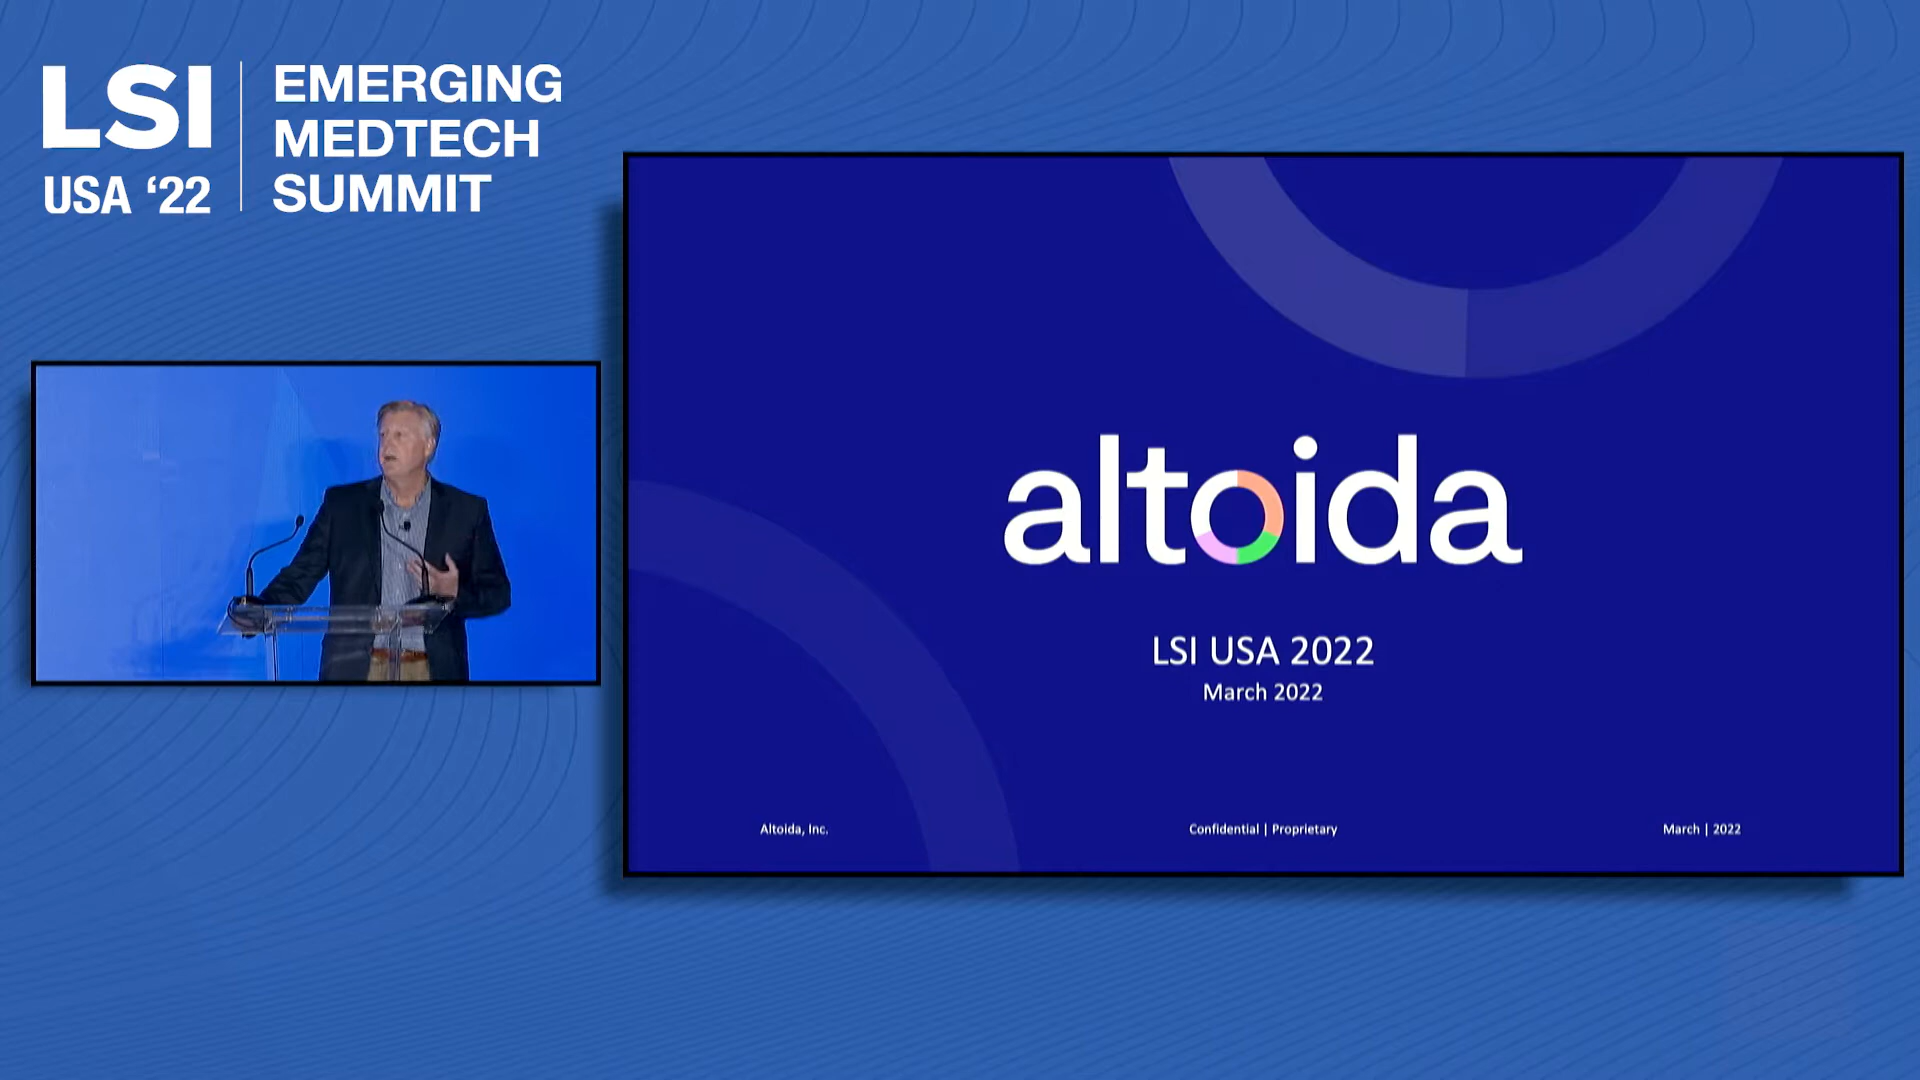 LSI
USA ‘22
EMERGING
MEDTECH
SUMMIT
altoida
LSI USA 2022
March 2022
Altoida, Inc.
Confidential | Proprietary
March | 2022